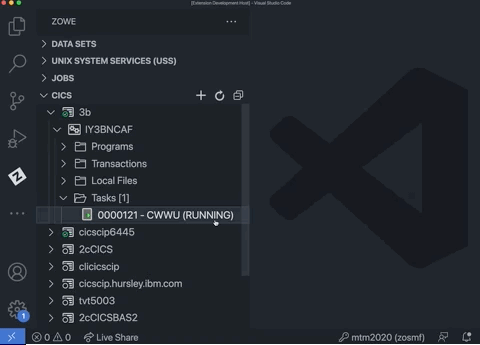 [Extension Development Host] - Visual Studio Code
ZOWE
DATA SETS
UNIX SYSTEM SERVICES (USS)
JOBS
CICS
3b
IY3BNCAF
Programs
Transactions
Local Files
Tasks [1]
0000121 - CWWU (RUNNING)
cicscip6445
2cCICS
clicicscip
cicscip.hursley.ibm.com
tvt5003
2cCICSBAS2
1
0 0 Live Share mtm2020 (zosmf)